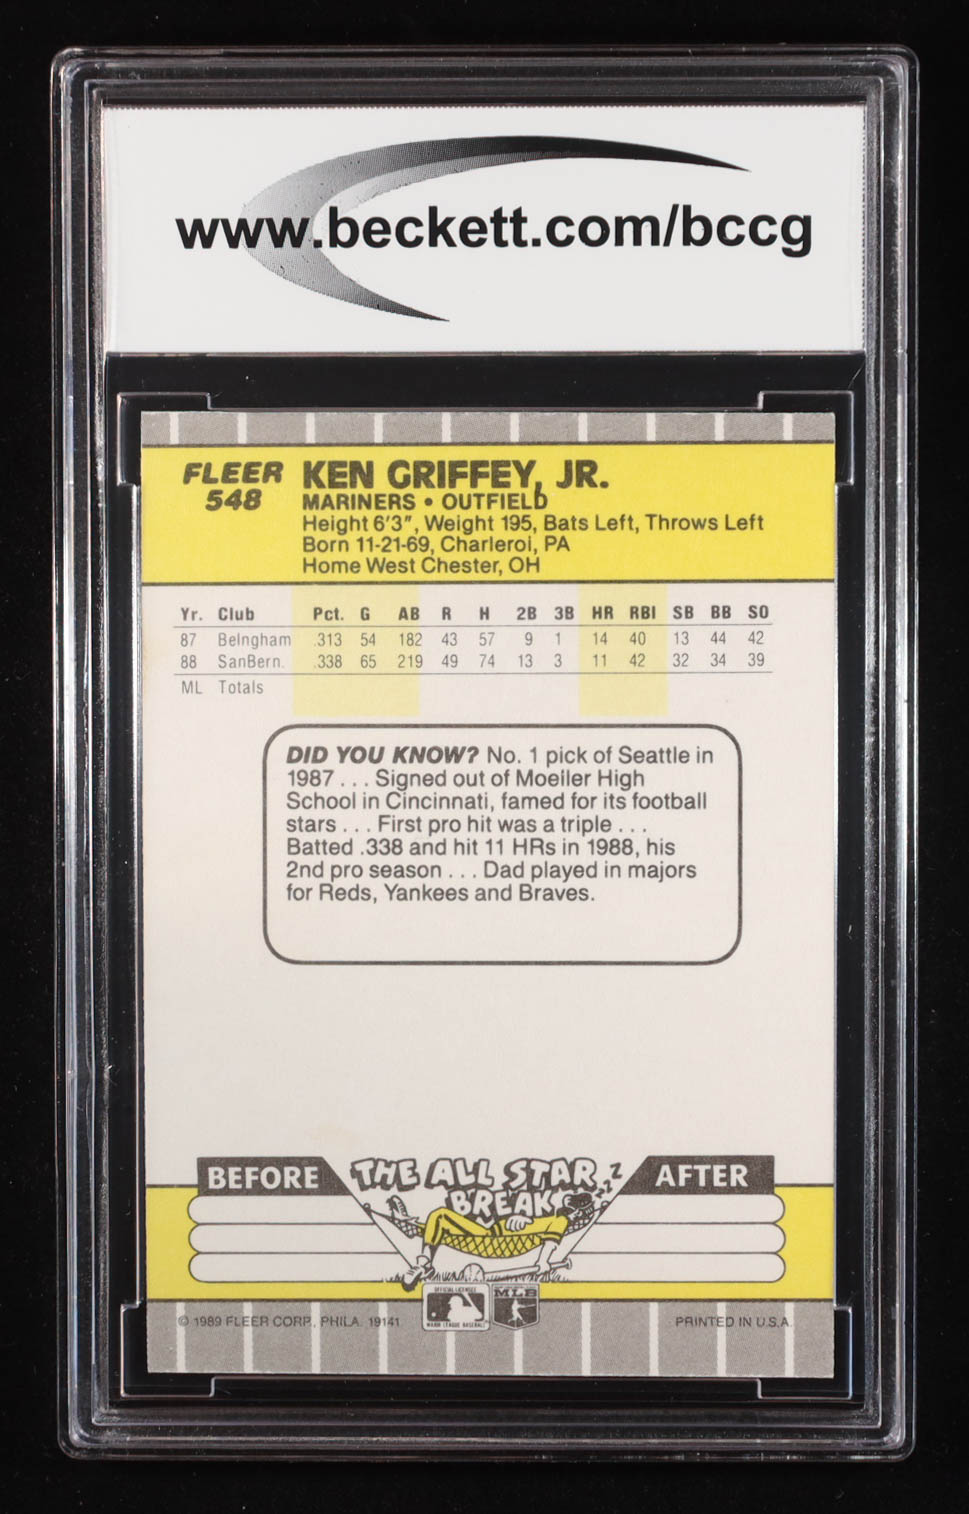 www.beckett.com/bccg
FLEER
548
KEN GRIFFEY, JR.
MARINERS • OUTFIELD
Height 6'3", Weight 195, Bats Left, Throws Left
Born 11-21-69, Charleroi, PA
Home West Chester, OH
Yr. Club Pct. G AB R H 2B 3B HR RBI SB BB SO
87 Belngham .313 54 182 43 57 9 1 14 40 13 44 42
88 SanBern. .338 65 219 49 74 13 3 11 42 32 34 39
ML Totals
DID YOU KNOW? No. 1 pick of Seattle in
1987 . . . Signed out of Moeller High
School in Cincinnati, famed for its football
stars . . . First pro hit was a triple . . .
Batted .338 and hit 11 HRs in 1988, his
2nd pro season . . . Dad played in majors
for Reds, Yankees and Braves.
BEFORE
THE ALL STAR
BREAK
zzZZ
AFTER
OFFICIAL LICENSEE
MAJOR LEAGUE BASEBALL
MLB
© 1989 FLEER CORP., PHILA. 19141
PRINTED IN U.S.A.